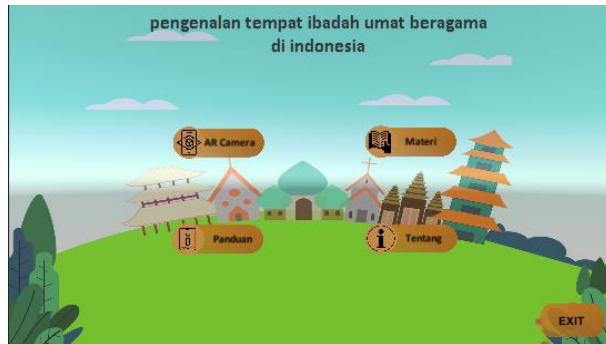 pengenalan tempat ibadah umat beragama
di indonesia
AR Camera
Materi
Panduan
Tentang
EXIT